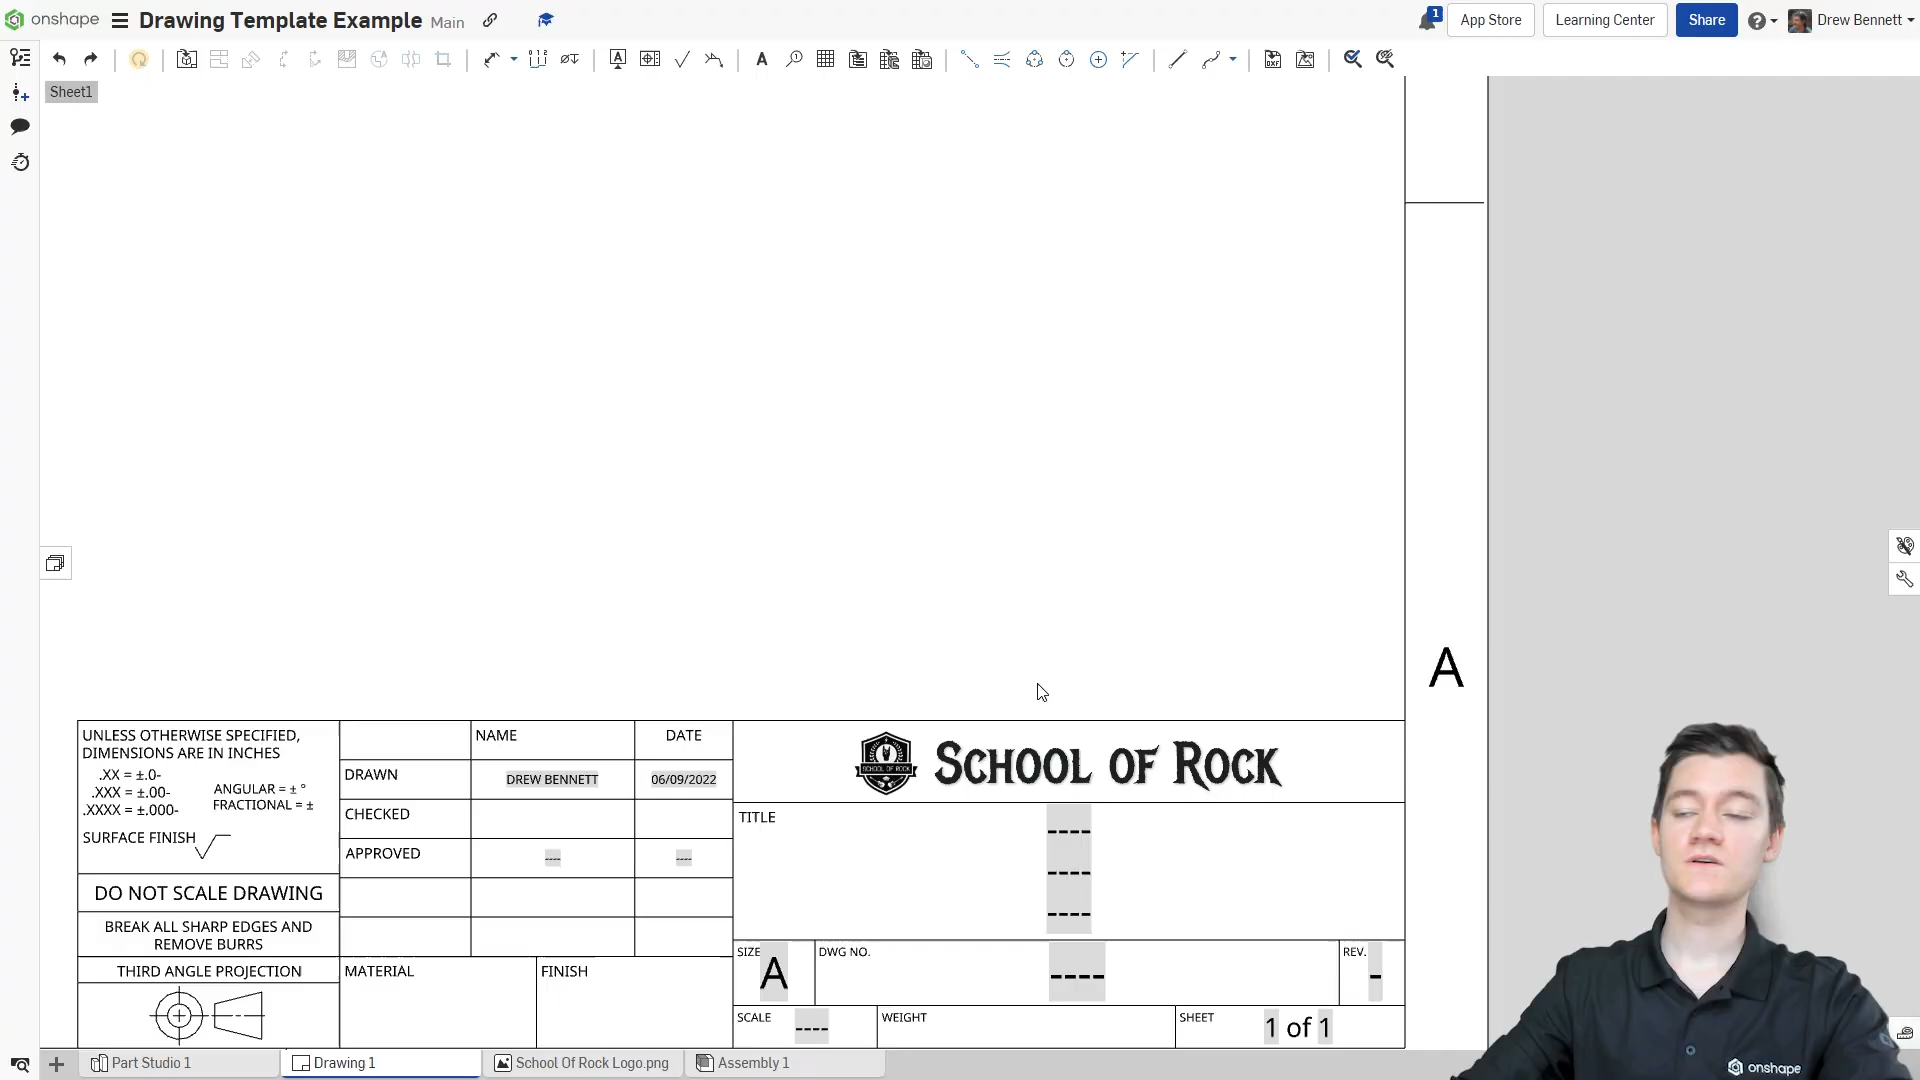 onshape
Drawing Template Example Main
1
App Store
Learning Center
Share
Drew Bennett
Sheet1
A
UNLESS OTHERWISE SPECIFIED,
DIMENSIONS ARE IN INCHES
.XX = ±.0-
.XXX = ±.00-
.XXXX = ±.000-
ANGULAR = ± °
FRACTIONAL = ±
SURFACE FINISH
DO NOT SCALE DRAWING
BREAK ALL SHARP EDGES AND
REMOVE BURRS
THIRD ANGLE PROJECTION
NAME
DATE
DRAWN
DREW BENNETT
06/09/2022
CHECKED
APPROVED
----
----
MATERIAL
FINISH
SCHOOL OF ROCK
SCHOOL OF ROCK
TITLE
----
----
----
SIZE
A
DWG NO.
----
REV.
-
SCALE
----
WEIGHT
SHEET
1 of 1
Part Studio 1
Drawing 1
School Of Rock Logo.png
Assembly 1
onshape